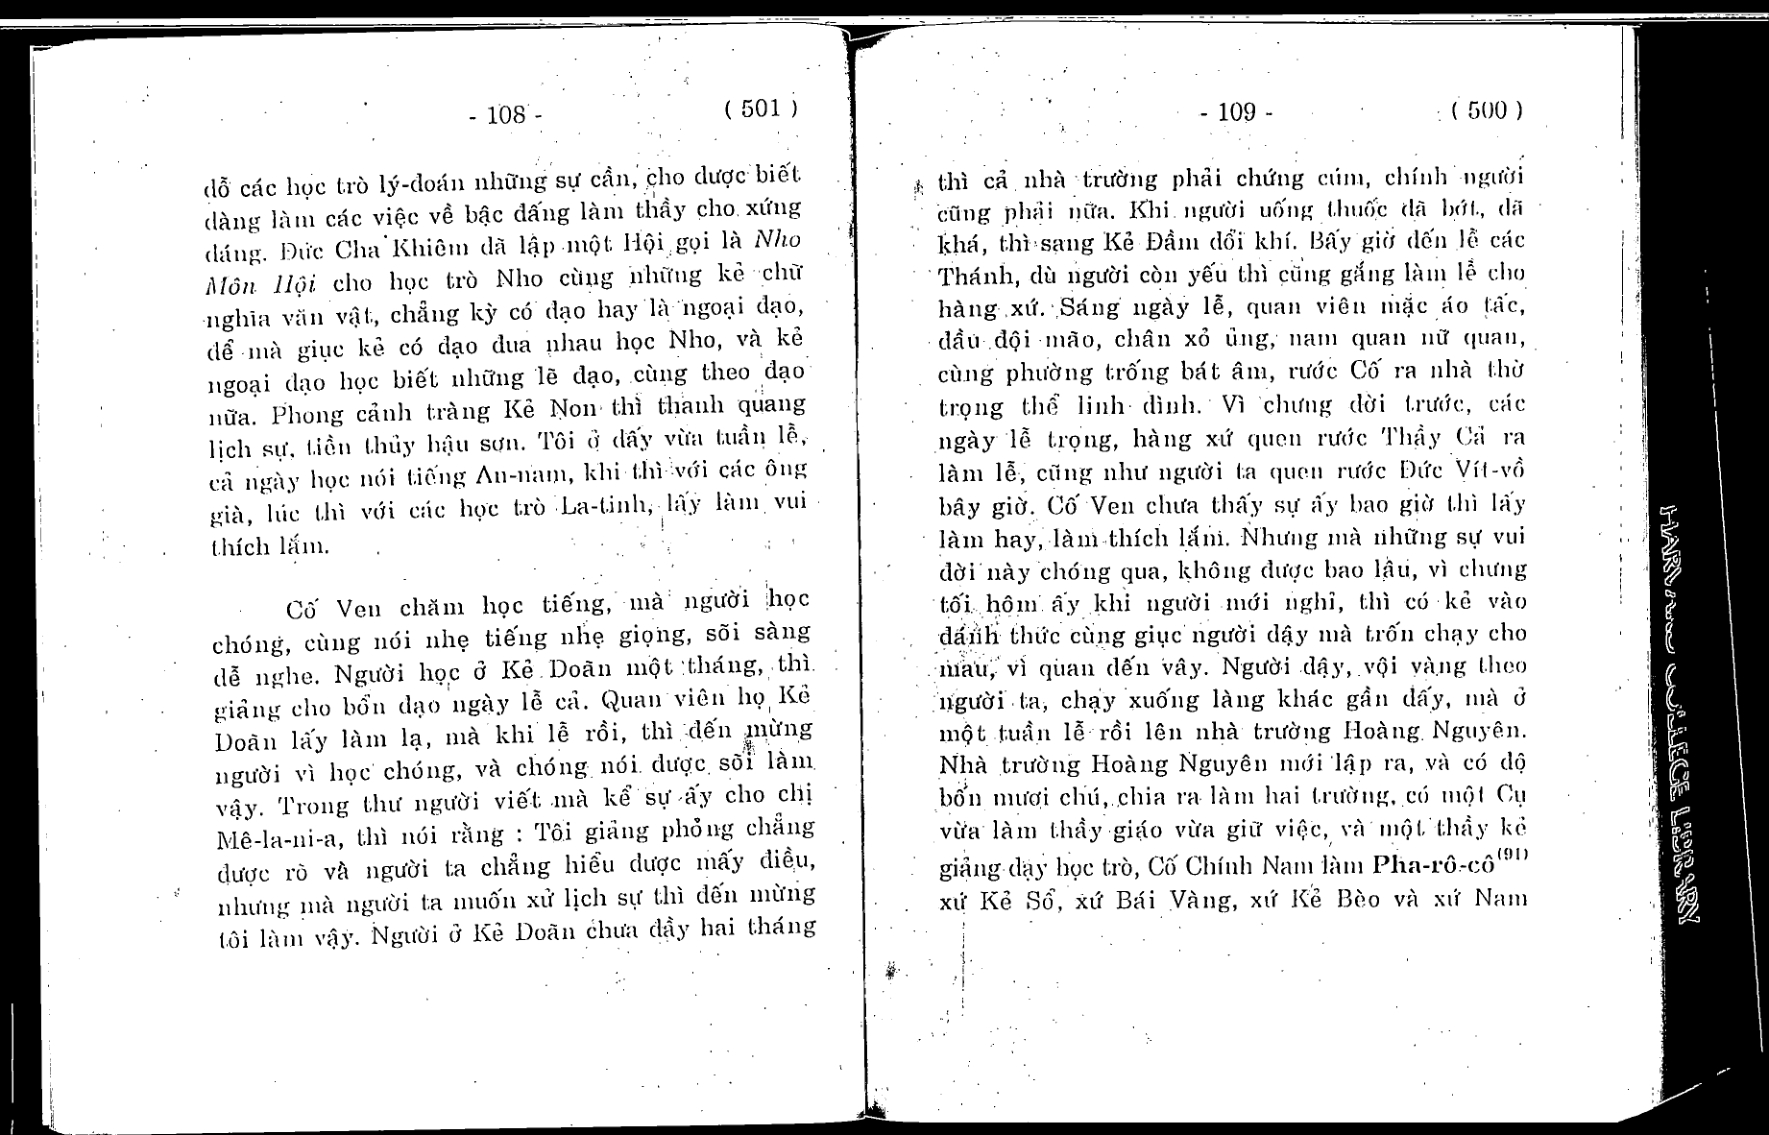 - 108 -
( 501 )
dỗ các học trò lý-đoán những sự cần, cho được biết
đàng làm các việc về bậc đấng làm thầy cho xứng
đáng. Đức Cha Khiêm đã lập một Hội gọi là Nho
Môn Hội cho học trò Nho cùng những kẻ chữ
nghĩa văn vật, chẳng kỳ có đạo hay là ngoại đạo,
để mà giục kẻ có đạo đua nhau học Nho, và kẻ
ngoại đạo học biết những lẽ đạo, cùng theo đạo
nữa. Phong cảnh tràng Kẻ Non thì thanh quang
lịch sự, tiền thủy hậu sơn. Tôi ở đấy vừa tuần lễ,
cả ngày học nói tiếng An-nam, khi thì với các ông
già, lúc thì với các học trò La-tinh, lấy làm vui
thích lắm.
Cố Ven chăm học tiếng, mà người học
chóng, cùng nói nhẹ tiếng nhẹ giọng, sõi sàng
dễ nghe. Người học ở Kẻ Doãn một tháng, thì
giảng cho bổn đạo ngày lễ cả. Quan viên họ Kẻ
Doãn lấy làm lạ, mà khi lễ rồi, thì đến mừng
người vì học chóng, và chóng nói được sõi làm
vậy. Trong thư người viết mà kể sự ấy cho chị
Mê-la-ni-a, thì nói rằng : Tôi giảng phỏng chẳng
được rõ và người ta chẳng hiểu được mấy điều,
nhưng mà người ta muốn xử lịch sự thì đến mừng
tôi làm vậy. Người ở Kẻ Doãn chưa đầy hai tháng
- 109 -
( 500 )
thì cả nhà trường phải chứng cúm, chính người
cũng phải nữa. Khi người uống thuốc đã bớt, đã
khá, thì sang Kẻ Đầm đổi khí. Bấy giờ đến lễ các
Thánh, dù người còn yếu thì cũng gắng làm lễ cho
hàng xứ. Sáng ngày lễ, quan viên mặc áo tấc,
đầu đội mão, chân xỏ ủng, nam quan nữ quan,
cùng phường trống bát âm, rước Cố ra nhà thờ
trọng thể linh đình. Vì chưng đời trước, các
ngày lễ trọng, hàng xứ quen rước Thầy Cả ra
làm lễ, cũng như người ta quen rước Đức Vít-vồ
bây giờ. Cố Ven chưa thấy sự ấy bao giờ thì lấy
làm hay, làm thích lắm. Nhưng mà những sự vui
đời này chóng qua, không được bao lâu, vì chưng
tối hôm ấy khi người mới nghỉ, thì có kẻ vào
đánh thức cùng giục người dậy mà trốn chạy cho
mau, vì quan đến vây. Người dậy, vội vàng theo
người ta, chạy xuống làng khác gần đấy, mà ở
một tuần lễ rồi lên nhà trường Hoàng Nguyên.
Nhà trường Hoàng Nguyên mới lập ra, và có độ
bốn mươi chú, chia ra làm hai trường, có một Cụ
vừa làm thầy giáo vừa giữ việc, và một thầy kẻ
giảng dạy học trò, Cố Chính Nam làm Pha-rô-cô(91)
xứ Kẻ Sổ, xứ Bái Vàng, xứ Kẻ Bèo và xứ Nam
HARVARD COLLEGE LIBRARY